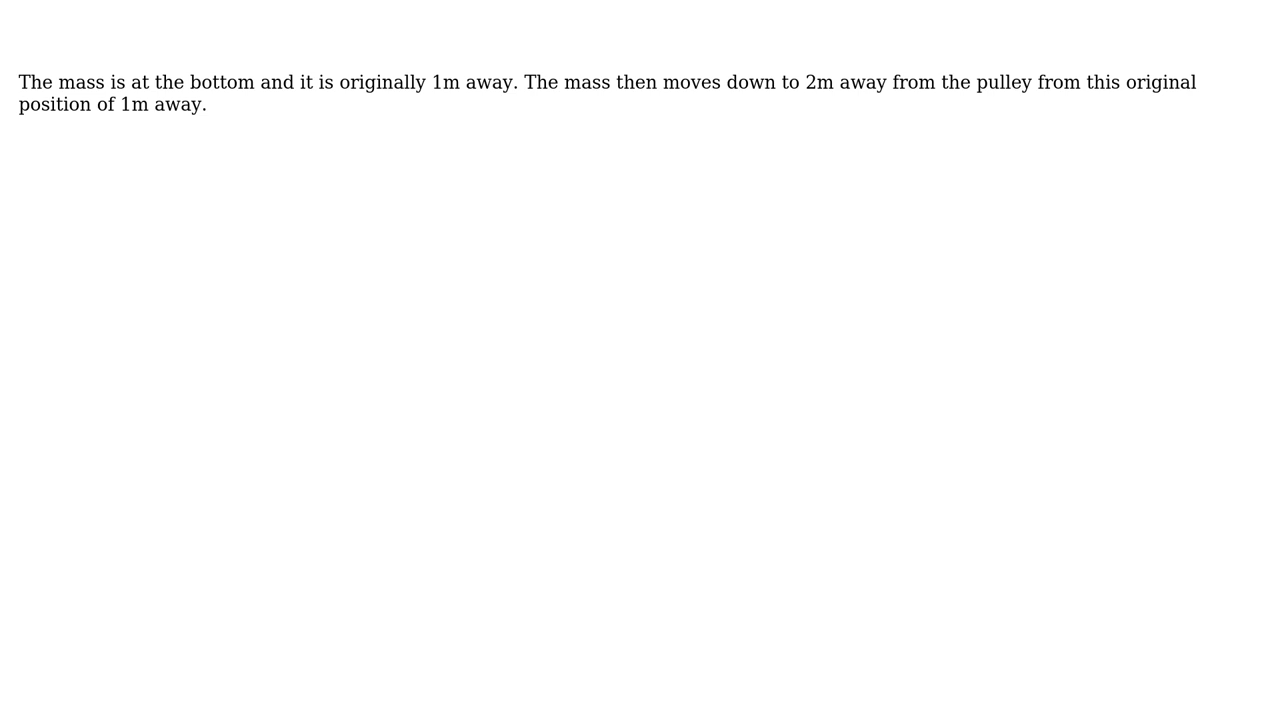 The mass is at the bottom and it is originally 1m away. The mass then moves down to 2m away from the pulley from this original
position of 1m away.